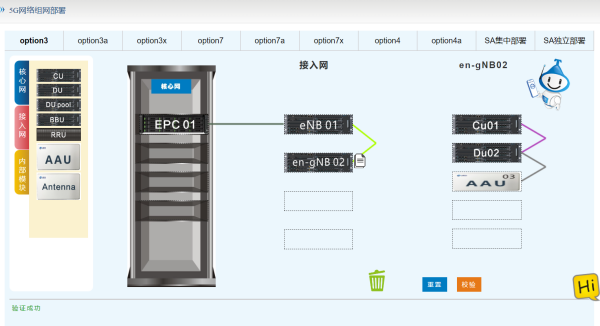 3G网络组网部署
option3 option3a option3x option7 option7a option7x option4 option4a SA集中部署 SA独立部署
核心网
接入网
内部模块
CU
DU
DU pool
BBU
RRU
AAU
Antenna
核心网
EPC 01
接入网
eNB 01
en-gNB 02
en-gNB02
Cu01
Du02
03
AAU
重置
校验
Hi
验证成功